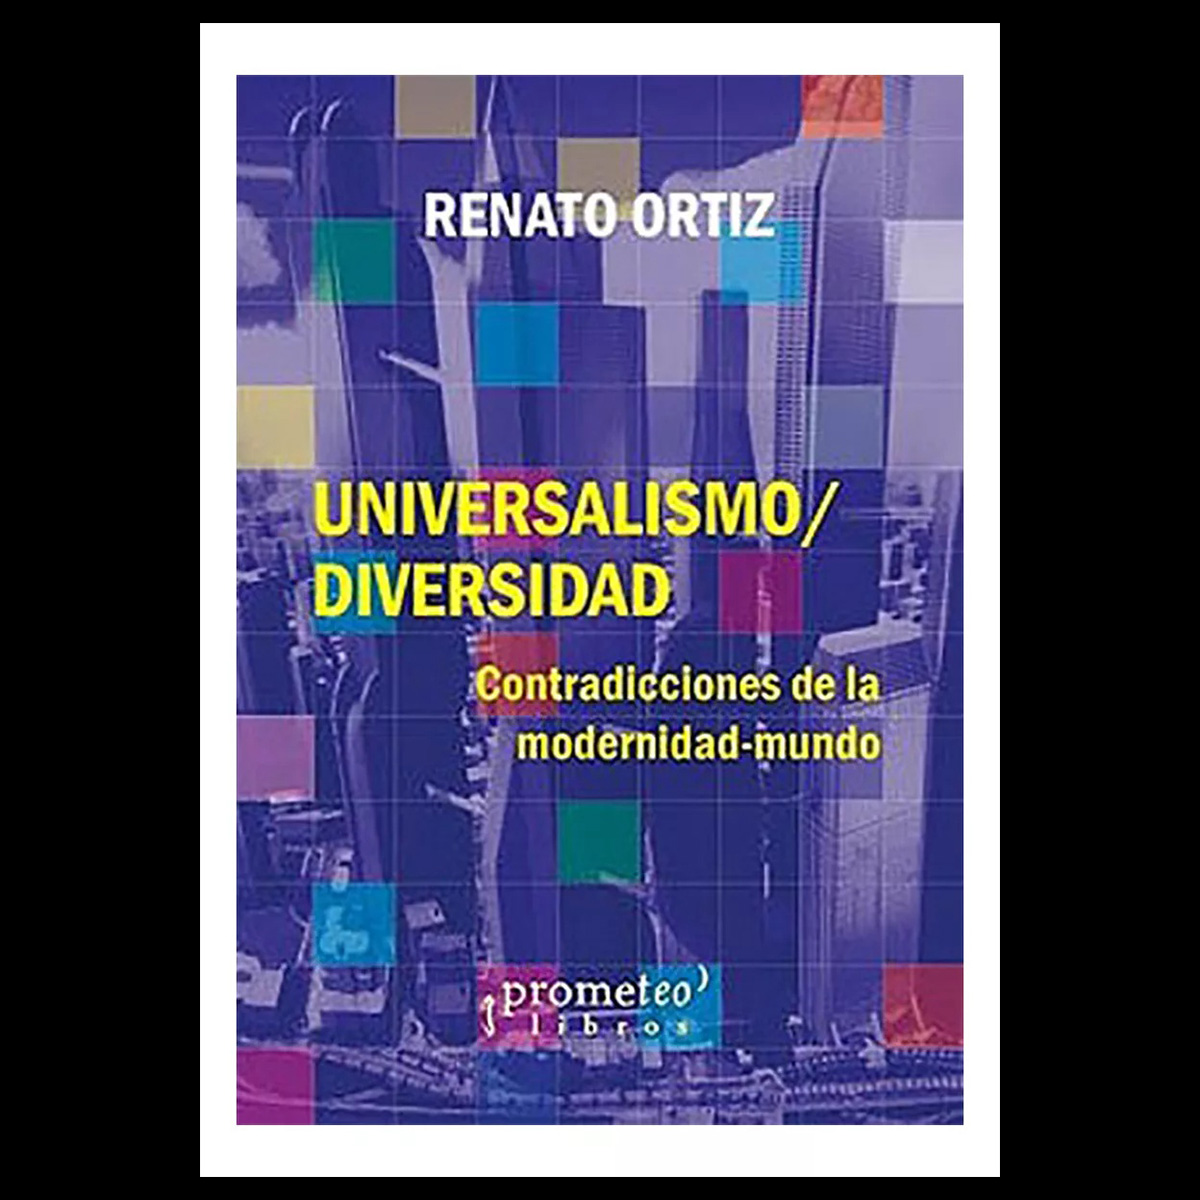 RENATO ORTIZ
UNIVERSALISMO/
DIVERSIDAD
Contradicciones de la
modernidad-mundo
prometeo
libros